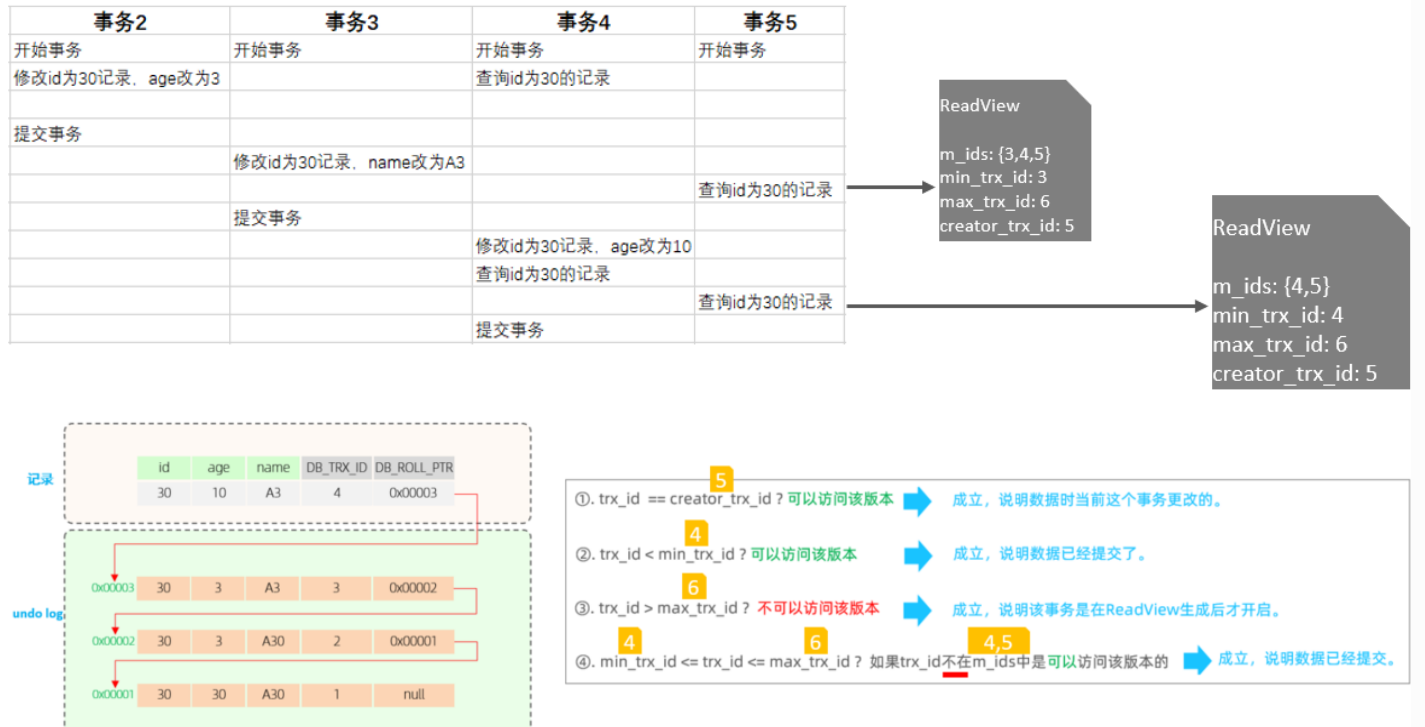 事务2 事务3 事务4 事务5
开始事务 开始事务 开始事务 开始事务
修改id为30记录、age改为3 查询id为30的记录
提交事务
修改id为30记录、name改为A3
查询id为30的记录
提交事务
修改id为30记录、age改为10
查询id为30的记录
查询id为30的记录
提交事务
ReadView
m_ids: {3,4,5}
min_trx_id: 3
max_trx_id: 6
creator_trx_id: 5
ReadView
m_ids: {4,5}
min_trx_id: 4
max_trx_id: 6
creator_trx_id: 5
记录
id age name DB_TRX_ID DB_ROLL_PTR
30 10 A3 4 0x00003
undo log
0x00003 30 3 A3 3 0x00002
0x00002 30 3 A30 2 0x00001
0x00001 30 30 A30 1 null
5
①. trx_id == creator_trx_id ? 可以访问该版本 成立，说明数据时当前这个事务更改的。
4
②. trx_id < min_trx_id ? 可以访问该版本 成立，说明数据已经提交了。
6
③. trx_id > max_trx_id ? 不可以访问该版本 成立，说明该事务是在ReadView生成后才开启。
4 6 4,5
④. min_trx_id <= trx_id <= max_trx_id ? 如果trx_id不在m_ids中是可以访问该版本的 成立，说明数据已经提交。